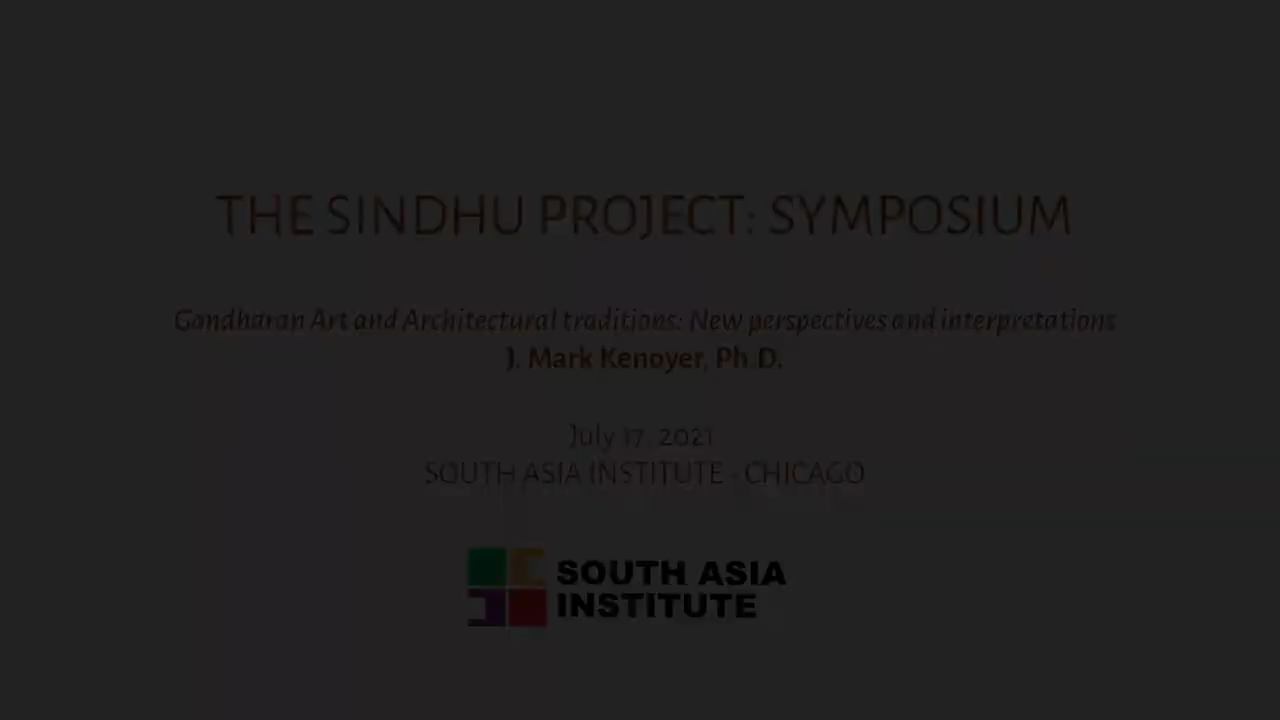 THE SINDHU PROJECT: SYMPOSIUM
Gandharan Art and Architectural traditions: New perspectives and interpretations
J. Mark Kenoyer, Ph.D.
July 17, 2021
SOUTH ASIA INSTITUTE - CHICAGO
SOUTH ASIA
INSTITUTE